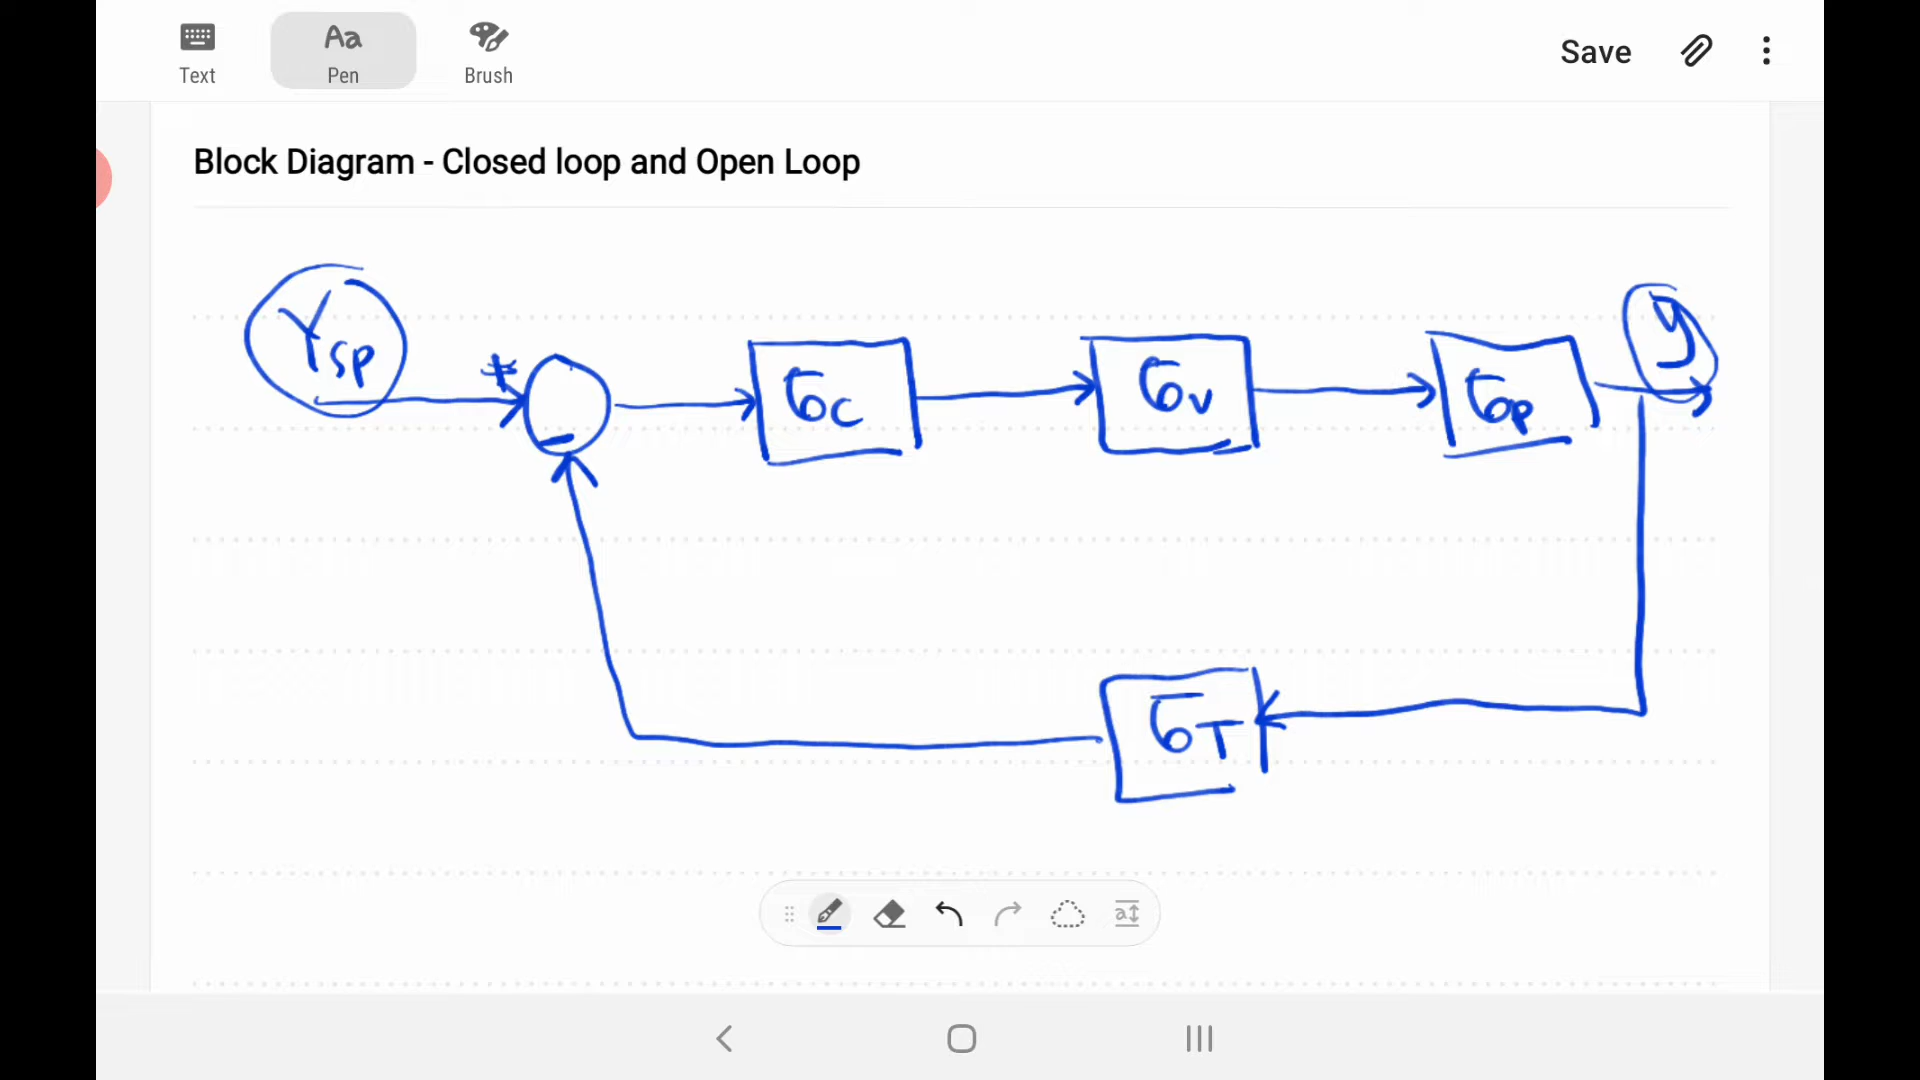 Text Pen Brush Save
Block Diagram - Closed loop and Open Loop
Ysp Gc Gv Gp y
GT